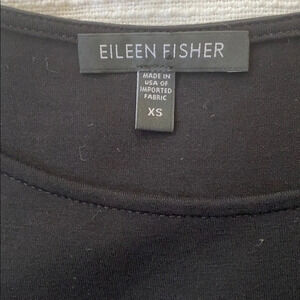 EILEEN FISHER
MADE IN
USA OF
IMPORTED
FABRIC
XS